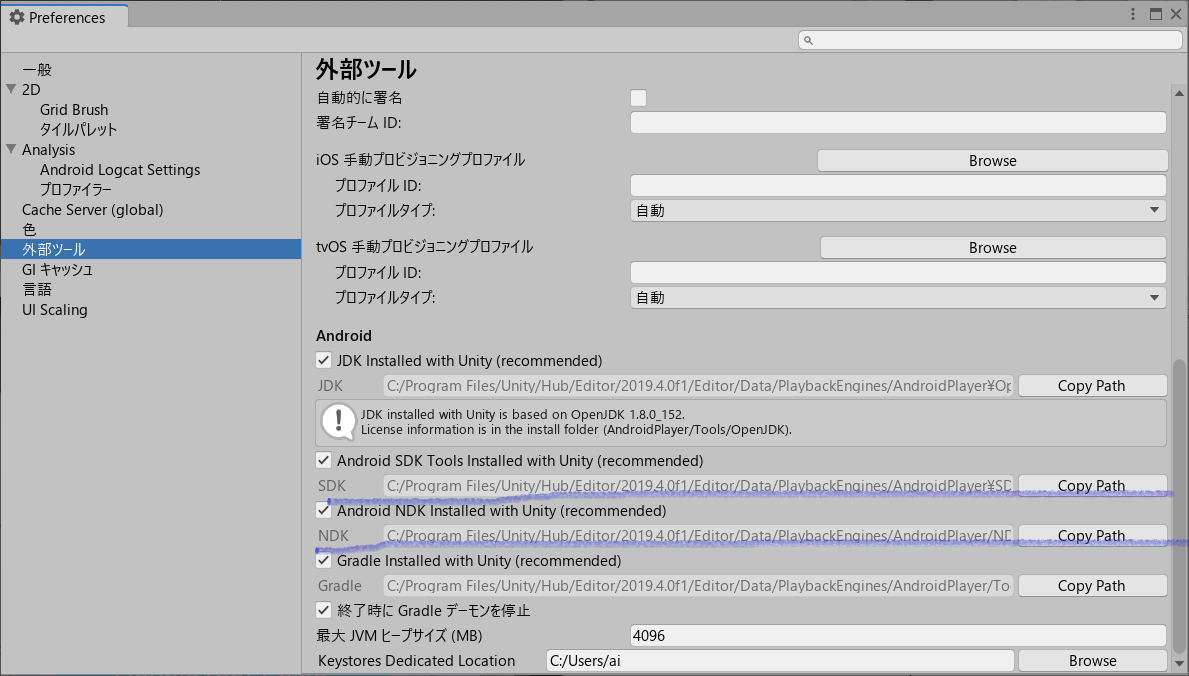 Preferences
一般
2D
Grid Brush
タイルパレット
Analysis
Android Logcat Settings
プロファイラー
Cache Server (global)
色
外部ツール
GI キャッシュ
言語
UI Scaling
外部ツール
自動的に署名
署名チーム ID:
iOS 手動プロビジョニングプロファイル Browse
プロファイル ID:
プロファイルタイプ: 自動
tvOS 手動プロビジョニングプロファイル Browse
プロファイル ID:
プロファイルタイプ: 自動
Android
JDK Installed with Unity (recommended)
JDK C:/Program Files/Unity/Hub/Editor/2019.4.0f1/Editor/Data/PlaybackEngines/AndroidPlayer¥Op Copy Path
JDK installed with Unity is based on OpenJDK 1.8.0_152.
License information is in the install folder (AndroidPlayer/Tools/OpenJDK).
Android SDK Tools Installed with Unity (recommended)
SDK C:/Program Files/Unity/Hub/Editor/2019.4.0f1/Editor/Data/PlaybackEngines/AndroidPlayer¥SD Copy Path
Android NDK Installed with Unity (recommended)
NDK C:/Program Files/Unity/Hub/Editor/2019.4.0f1/Editor/Data/PlaybackEngines/AndroidPlayer/ND Copy Path
Gradle Installed with Unity (recommended)
Gradle C:/Program Files/Unity/Hub/Editor/2019.4.0f1/Editor/Data/PlaybackEngines/AndroidPlayer/To Copy Path
終了時に Gradle デーモンを停止
最大 JVM ヒープサイズ (MB) 4096
Keystores Dedicated Location C:/Users/ai Browse